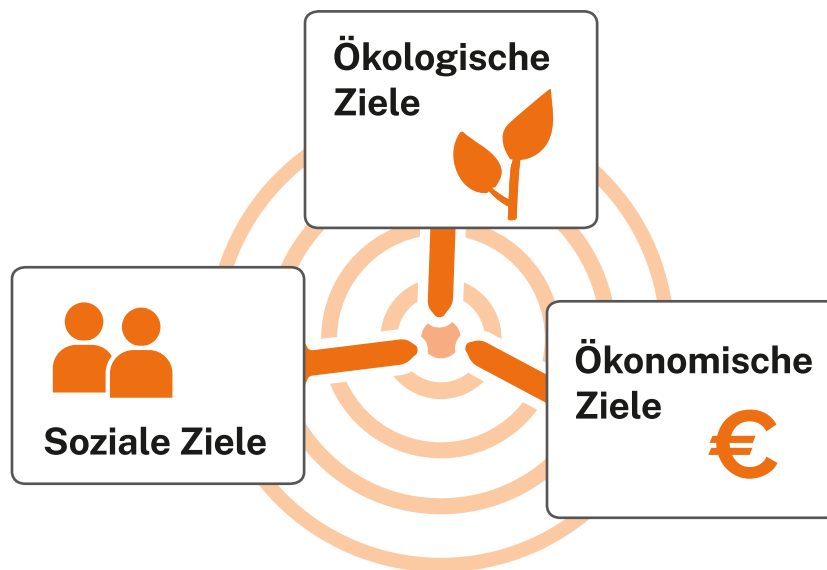 Ökologische
Ziele
Soziale Ziele
Ökonomische
Ziele
€